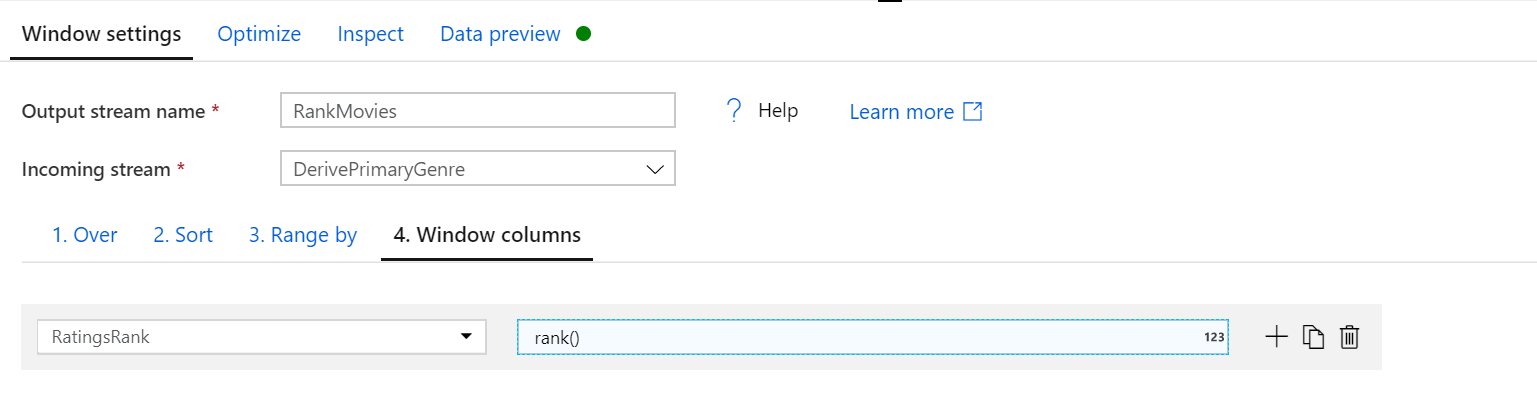 Window settings Optimize Inspect Data preview
Output stream name * RankMovies ? Help Learn more
Incoming stream * DerivePrimaryGenre
1. Over 2. Sort 3. Range by 4. Window columns
RatingsRank rank() 123